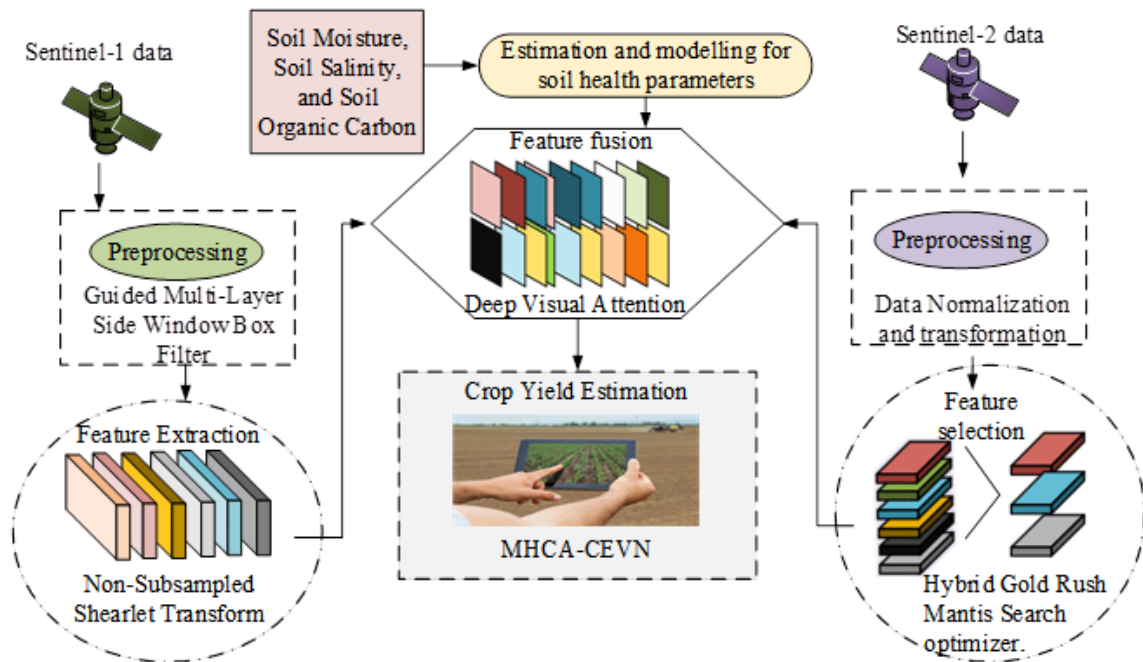 Sentinel-1 data
Soil Moisture,
Soil Salinity,
and Soil
Organic Carbon
Estimation and modelling for
soil health parameters
Sentinel-2 data
Feature fusion
Deep Visual Attention
Preprocessing
Guided Multi-Layer
Side Window Box
Filter
Preprocessing
Data Normalization
and transformation
Feature Extraction
Non-Subsampled
Shearlet Transform
Crop Yield Estimation
MHCA-CEVN
Feature
selection
Hybrid Gold Rush
Mantis Search
optimizer.